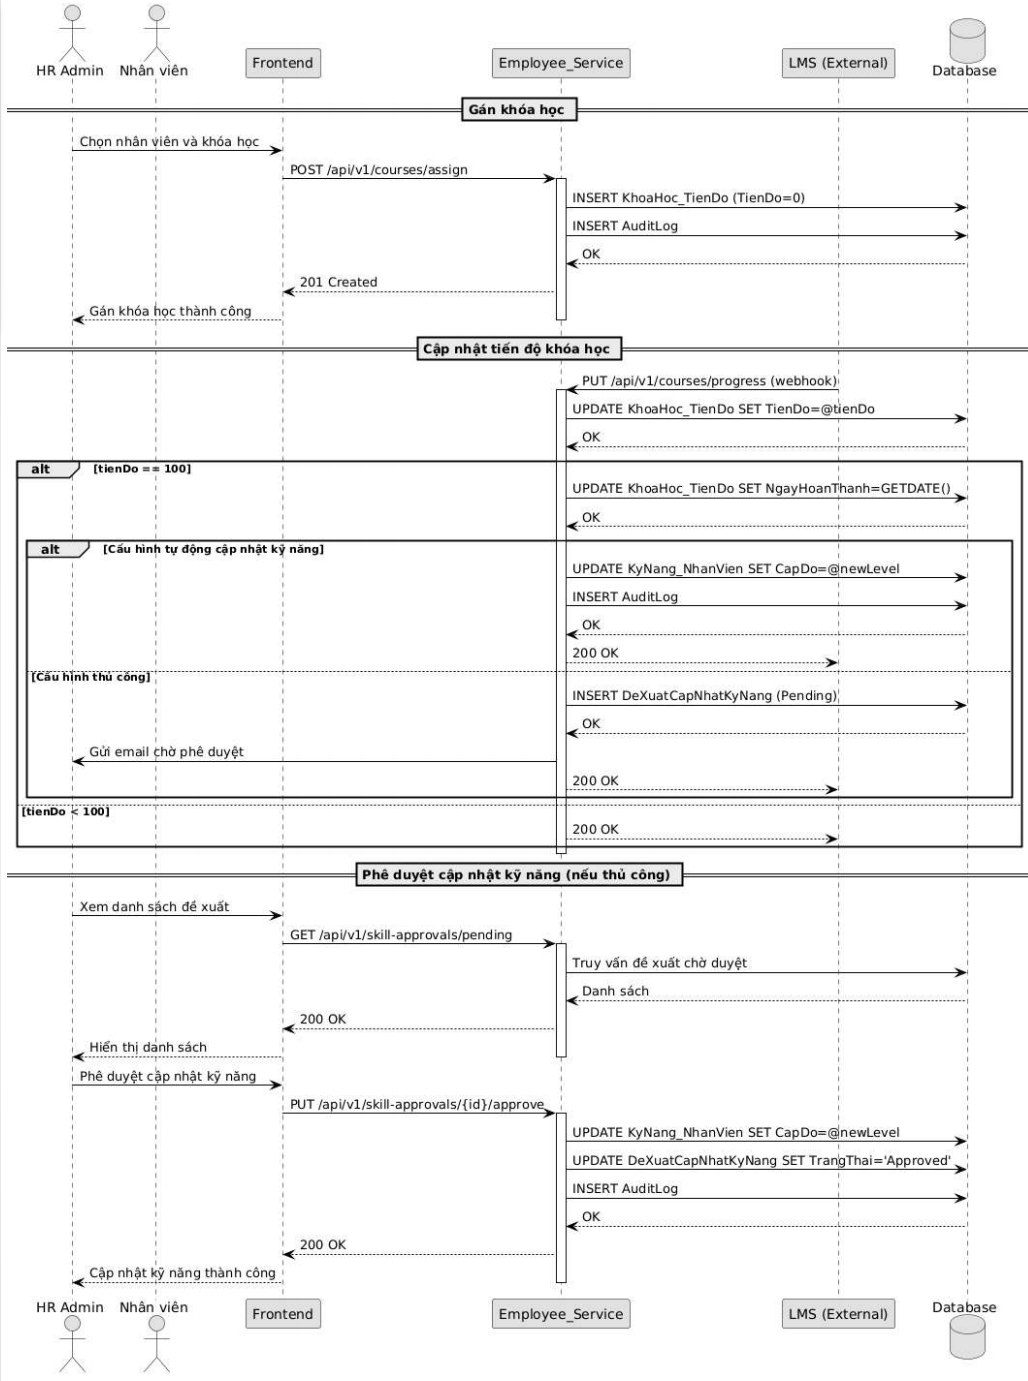 HR Admin
Nhân viên
Frontend
Employee_Service
LMS (External)
Database
Gán khóa học
Chọn nhân viên và khóa học
POST /api/v1/courses/assign
INSERT KhoaHoc_TienDo (TienDo=0)
INSERT AuditLog
OK
201 Created
Gán khóa học thành công
Cập nhật tiến độ khóa học
PUT /api/v1/courses/progress (webhook)
UPDATE KhoaHoc_TienDo SET TienDo=@tienDo
OK
alt [tienDo == 100]
UPDATE KhoaHoc_TienDo SET NgayHoanThanh=GETDATE()
OK
alt [Cấu hình tự động cập nhật kỹ năng]
UPDATE KyNang_NhanVien SET CapDo=@newLevel
INSERT AuditLog
OK
200 OK
[Cấu hình thủ công]
INSERT DeXuatCapNhatKyNang (Pending)
OK
Gửi email chờ phê duyệt
200 OK
[tienDo < 100]
200 OK
Phê duyệt cập nhật kỹ năng (nếu thủ công)
Xem danh sách đề xuất
GET /api/v1/skill-approvals/pending
Truy vấn đề xuất chờ duyệt
Danh sách
200 OK
Hiển thị danh sách
Phê duyệt cập nhật kỹ năng
PUT /api/v1/skill-approvals/{id}/approve
UPDATE KyNang_NhanVien SET CapDo=@newLevel
UPDATE DeXuatCapNhatKyNang SET TrangThai='Approved'
INSERT AuditLog
OK
200 OK
Cập nhật kỹ năng thành công
HR Admin
Nhân viên
Frontend
Employee_Service
LMS (External)
Database